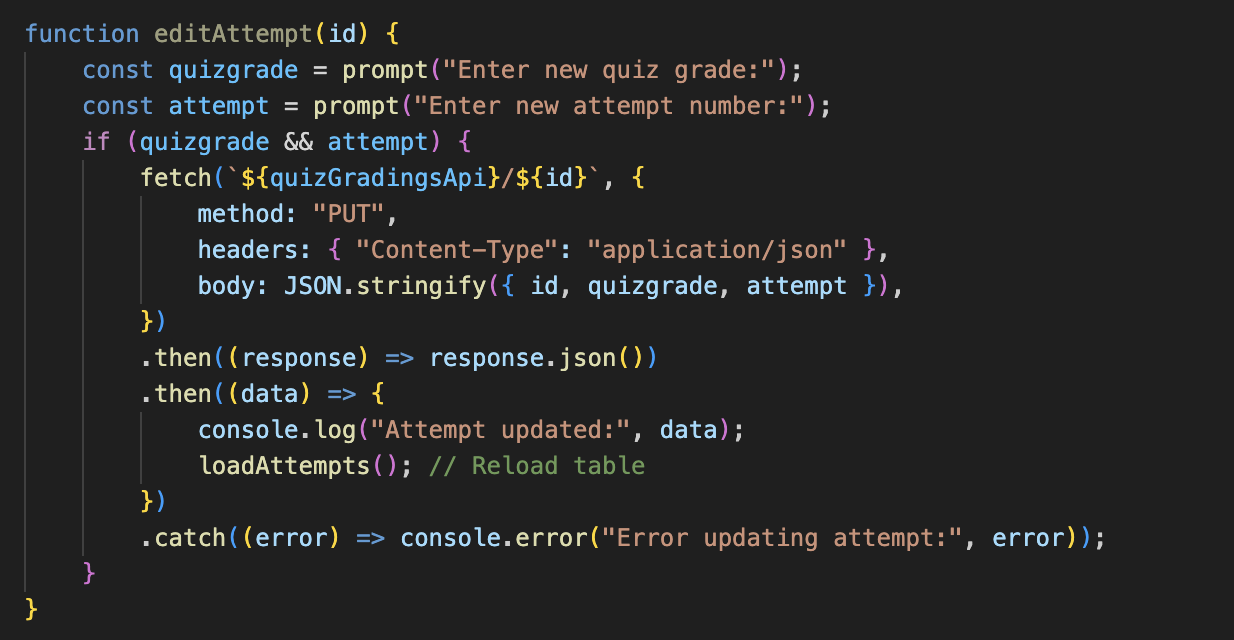 function editAttempt(id) {
    const quizgrade = prompt("Enter new quiz grade:");
    const attempt = prompt("Enter new attempt number:");
    if (quizgrade && attempt) {
        fetch(`${quizGradingsApi}/${id}`, {
            method: "PUT",
            headers: { "Content-Type": "application/json" },
            body: JSON.stringify({ id, quizgrade, attempt }),
        })
        .then((response) => response.json())
        .then((data) => {
            console.log("Attempt updated:", data);
            loadAttempts(); // Reload table
        })
        .catch((error) => console.error("Error updating attempt:", error));
    }
}